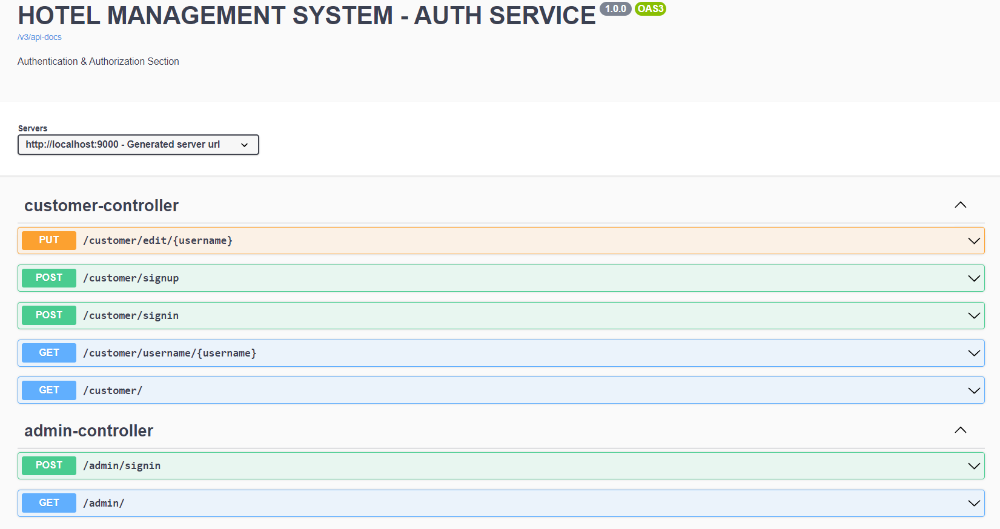 HOTEL MANAGEMENT SYSTEM - AUTH SERVICE 1.0.0 OAS3
/v3/api-docs
Authentication & Authorization Section
Servers
http://localhost:9000 - Generated server url
customer-controller
PUT /customer/edit/{username}
POST /customer/signup
POST /customer/signin
GET /customer/username/{username}
GET /customer/
admin-controller
POST /admin/signin
GET /admin/